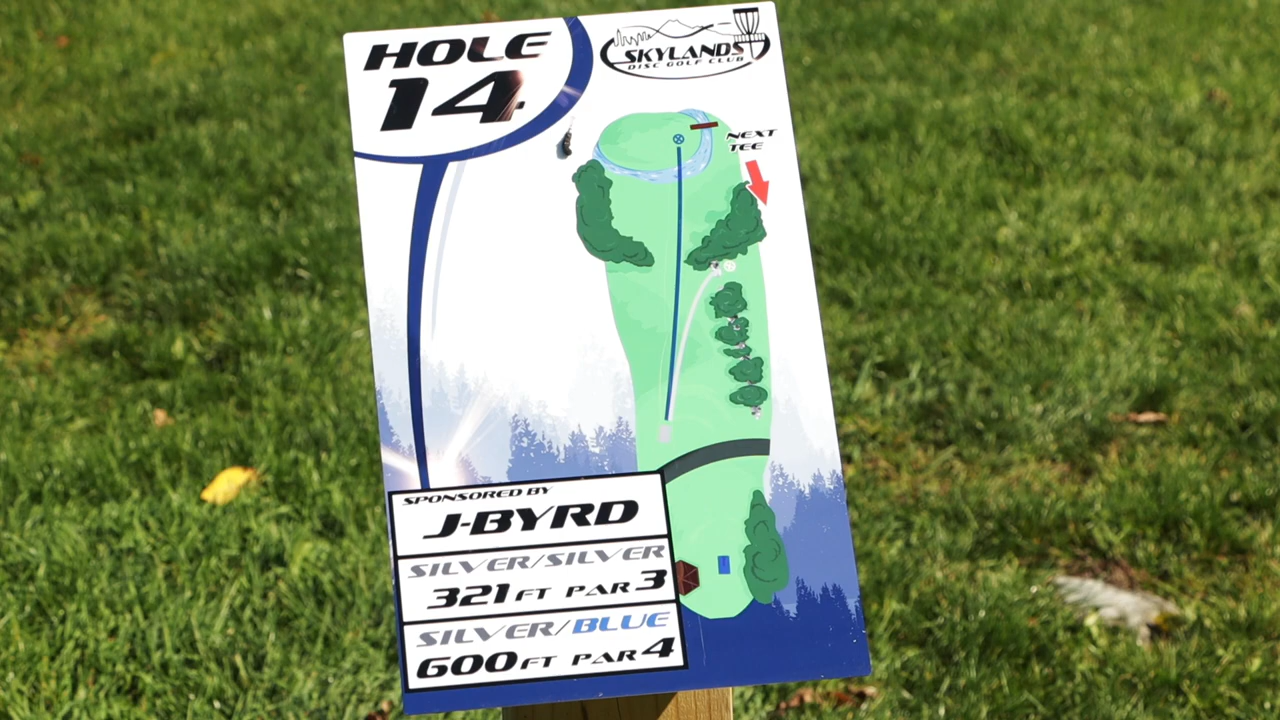 HOLE
14
SKYLANDS
DISC GOLF CLUB
NEXT
TEE
SPONSORED BY
J-BYRD
SILVER/SILVER
321 FT PAR 3
SILVER/BLUE
600 FT PAR 4